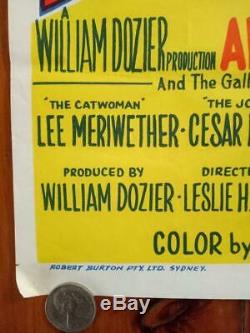 WILLIAM DOZIER PRODUCTION
And The Gall
"THE CATWOMAN" "THE JO
LEE MERIWETHER · CESAR
PRODUCED BY DIRECTE
WILLIAM DOZIER · LESLIE H.
COLOR by
ROBERT BURTON PTY. LTD. SYDNEY.